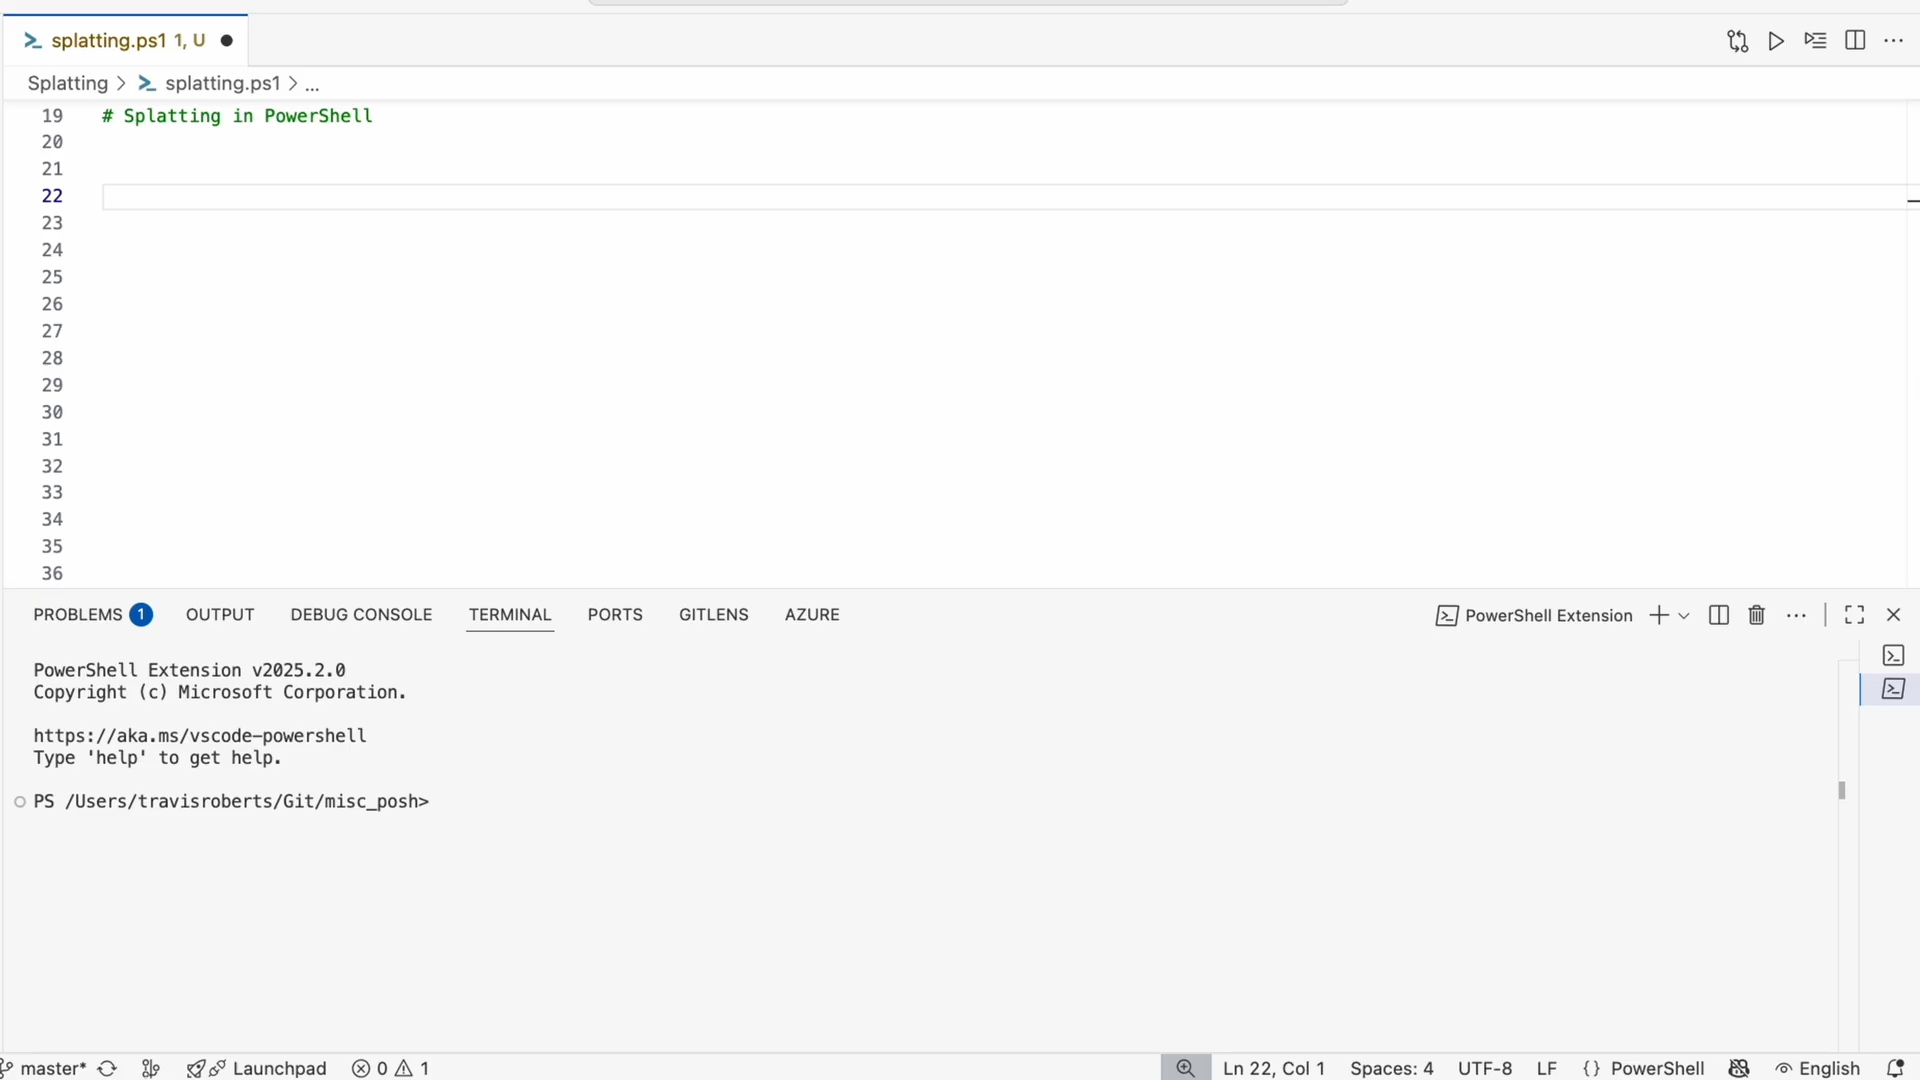 splatting.ps1 1, U
Splatting > splatting.ps1 > ...
19 # Splatting in PowerShell
20
21
22
23
24
25
26
27
28
29
30
31
32
33
34
35
36
PROBLEMS 1 OUTPUT DEBUG CONSOLE TERMINAL PORTS GITLENS AZURE PowerShell Extension
PowerShell Extension v2025.2.0
Copyright (c) Microsoft Corporation.
https://aka.ms/vscode-powershell
Type 'help' to get help.
PS /Users/travisroberts/Git/misc_posh>
master* Launchpad 0 1 Ln 22, Col 1 Spaces: 4 UTF-8 LF {} PowerShell English